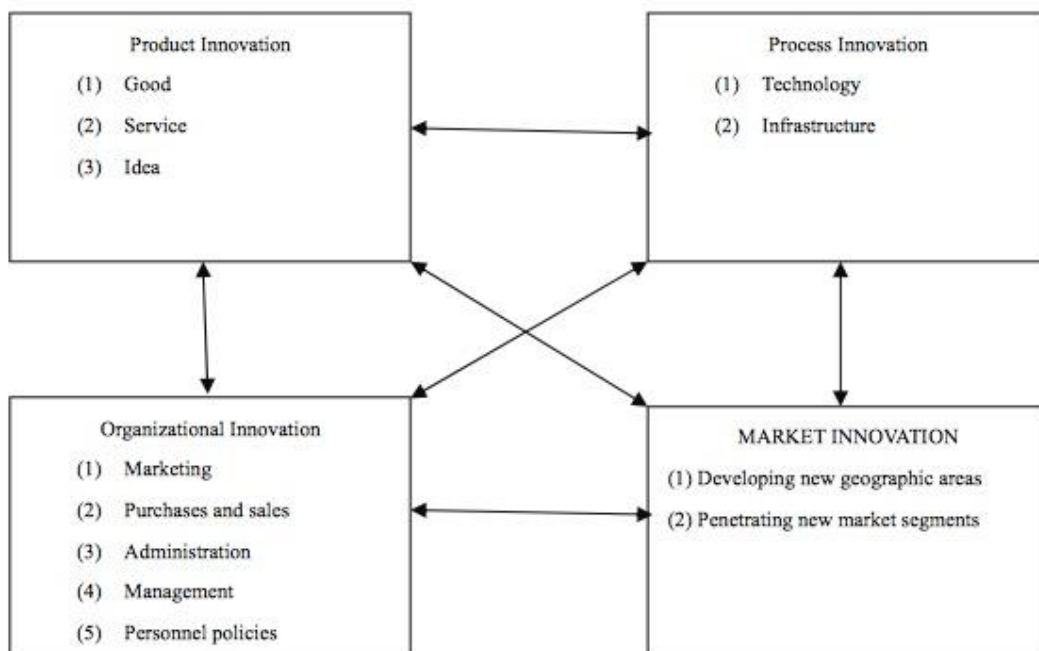 Product Innovation
(1) Good
(2) Service
(3) Idea
Process Innovation
(1) Technology
(2) Infrastructure
Organizational Innovation
(1) Marketing
(2) Purchases and sales
(3) Administration
(4) Management
(5) Personnel policies
MARKET INNOVATION
(1) Developing new geographic areas
(2) Penetrating new market segments